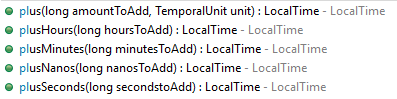 plus(long amountToAdd, TemporalUnit unit) : LocalTime - LocalTime
plusHours(long hoursToAdd) : LocalTime - LocalTime
plusMinutes(long minutesToAdd) : LocalTime - LocalTime
plusNanos(long nanosToAdd) : LocalTime - LocalTime
plusSeconds(long secondstoAdd) : LocalTime - LocalTime